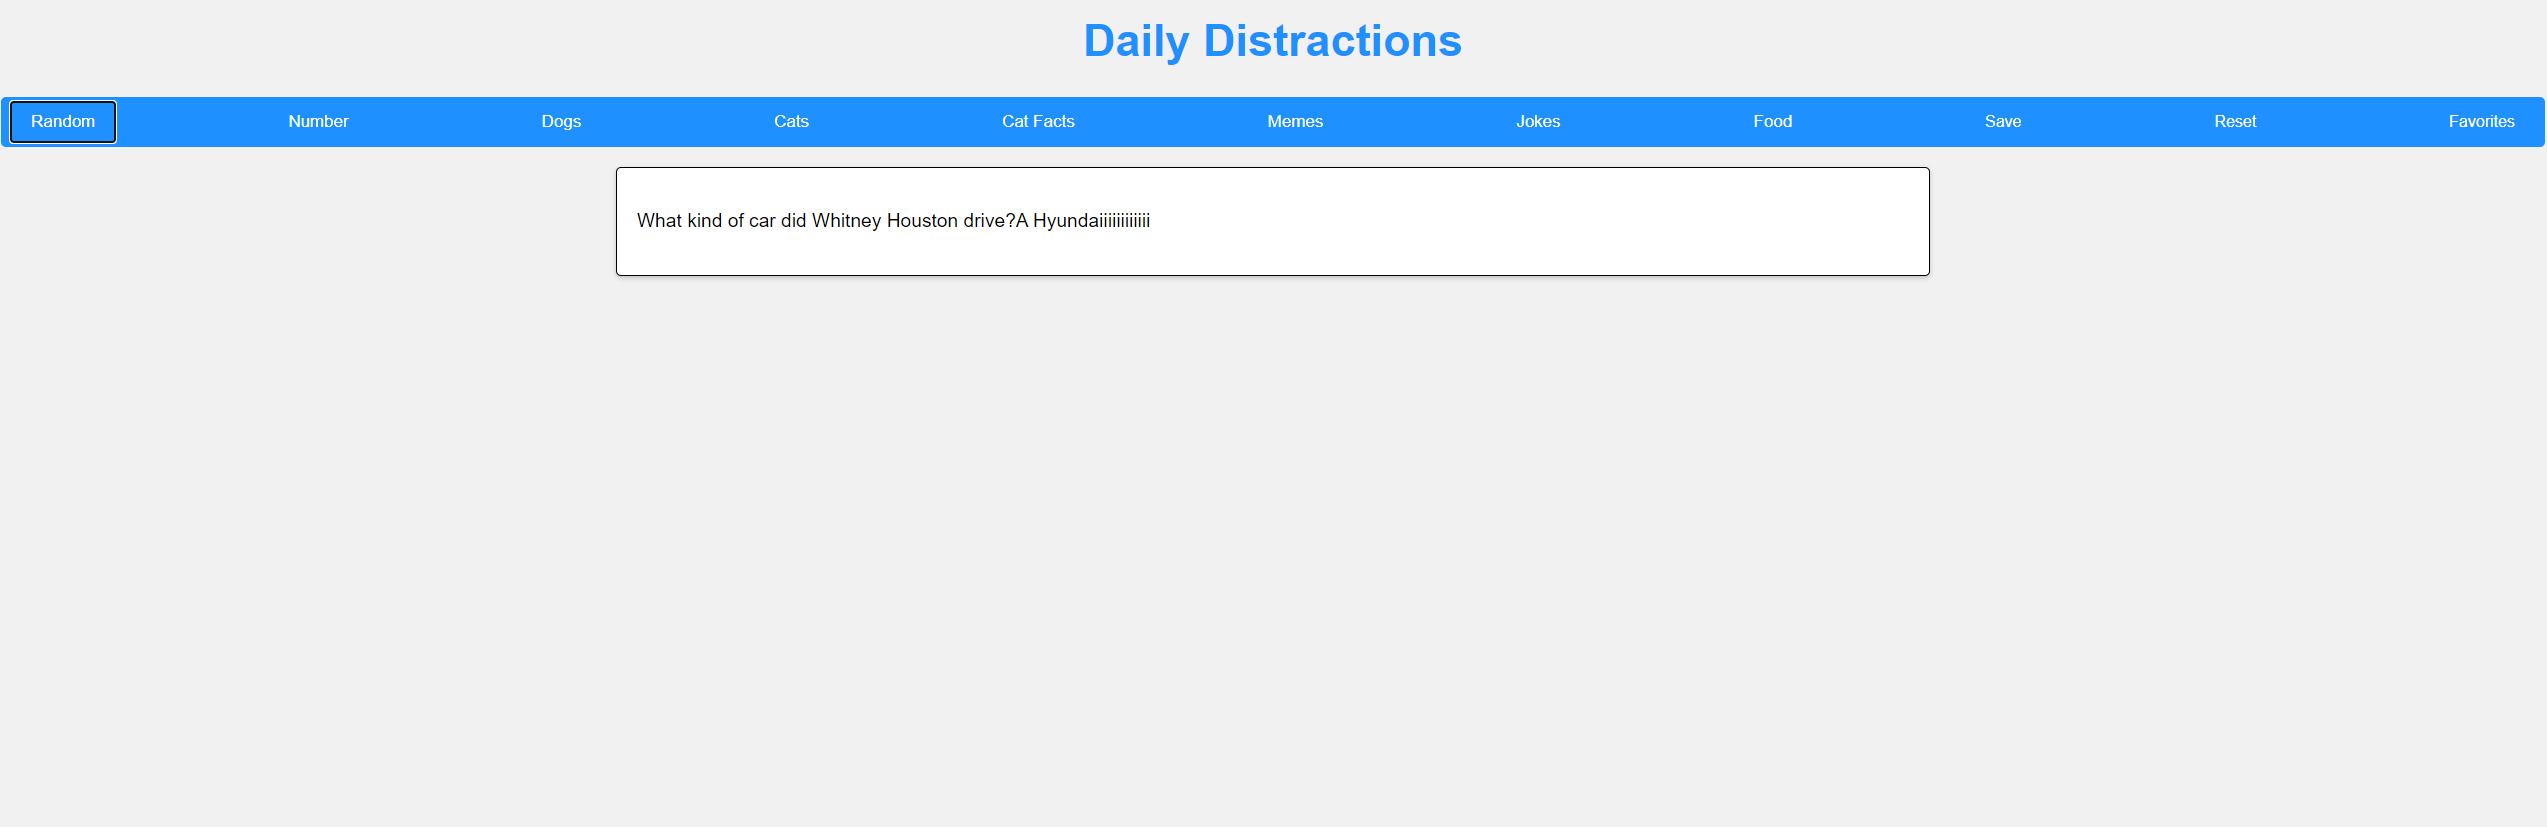 Daily Distractions
Random Number Dogs Cats Cat Facts Memes Jokes Food Save Reset Favorites
What kind of car did Whitney Houston drive?A Hyundaiiiiiiiiiiii